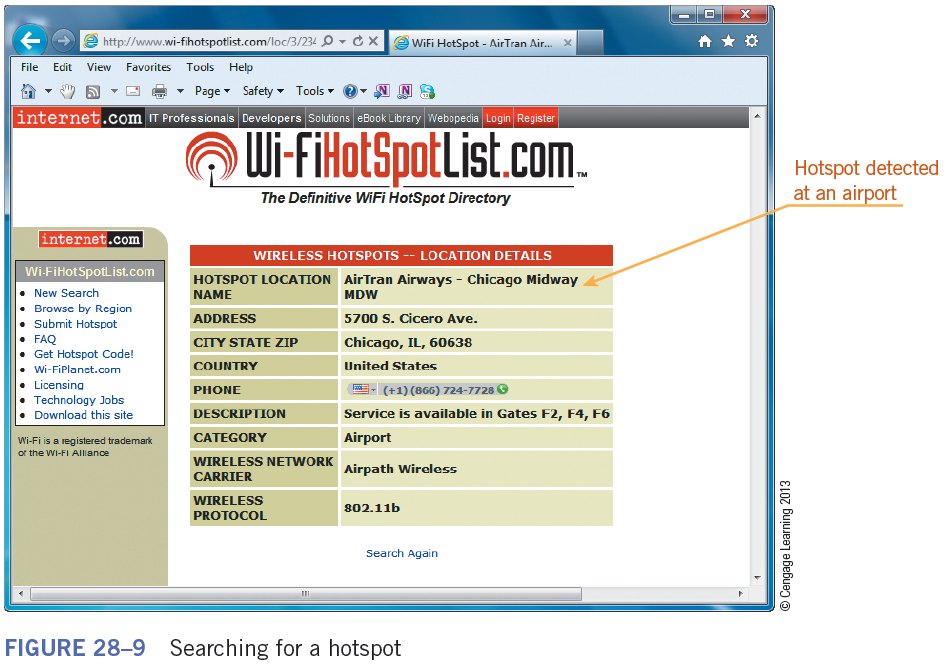 http://www.wi-fihotspotlist.com/loc/3/234
WiFi HotSpot - AirTran Air...
File Edit View Favorites Tools Help
Page Safety Tools
internet.com IT Professionals Developers Solutions eBook Library Webopedia Login Register
Wi-FiHotSpotList.com™
The Definitive WiFi HotSpot Directory
Hotspot detected
at an airport
internet.com
Wi-FiHotSpotList.com
• New Search
• Browse by Region
• Submit Hotspot
• FAQ
• Get Hotspot Code!
• Wi-FiPlanet.com
• Licensing
• Technology Jobs
• Download this site
Wi-Fi is a registered trademark
of the Wi-Fi Alliance
WIRELESS HOTSPOTS -- LOCATION DETAILS
HOTSPOT LOCATION NAME AirTran Airways - Chicago Midway MDW
ADDRESS 5700 S. Cicero Ave.
CITY STATE ZIP Chicago, IL, 60638
COUNTRY United States
PHONE (+1)(866) 724-7728
DESCRIPTION Service is available in Gates F2, F4, F6
CATEGORY Airport
WIRELESS NETWORK CARRIER Airpath Wireless
WIRELESS PROTOCOL 802.11b
Search Again
© Cengage Learning 2013
FIGURE 28–9 Searching for a hotspot